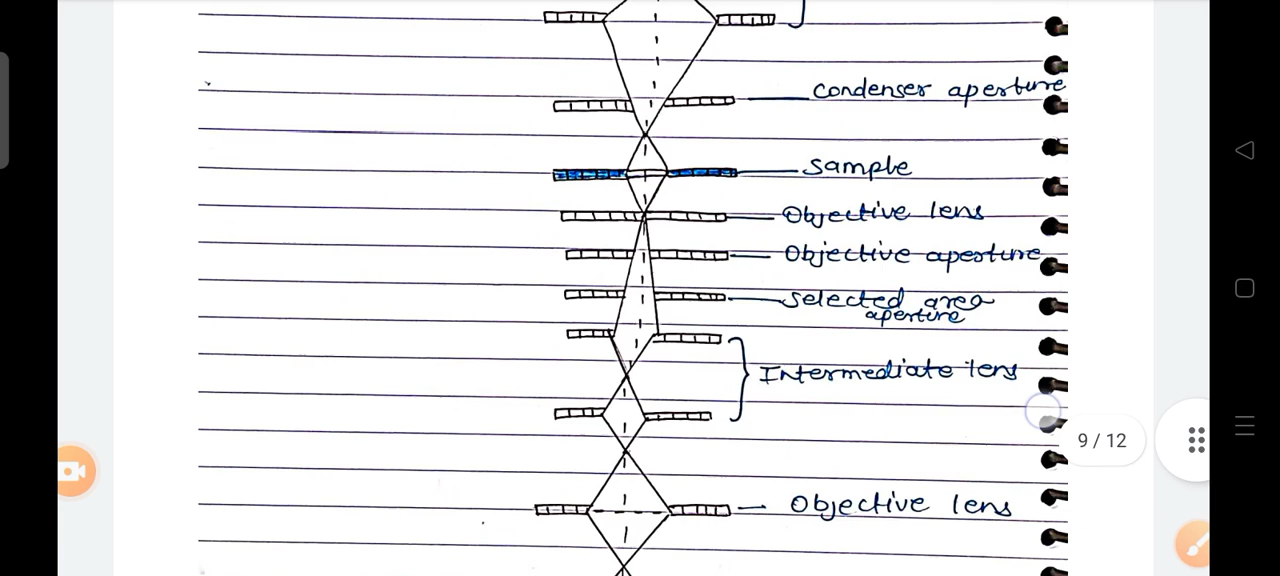 Condenser aperture
Sample
Objective lens
Objective aperture
Selected area
aperture
Intermediate lens
9 / 12
Objective lens